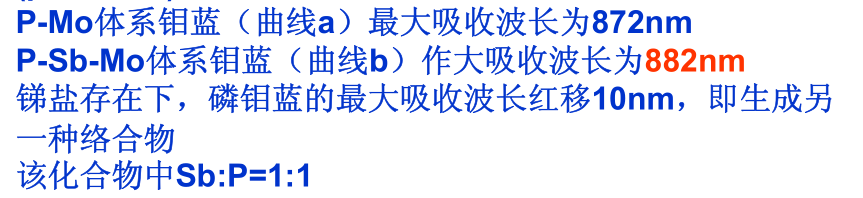 P-Mo体系钼蓝（曲线a）最大吸收波长为872nm
P-Sb-Mo体系钼蓝（曲线b）作大吸收波长为882nm
锑盐存在下，磷钼蓝的最大吸收波长红移10nm，即生成另
一种络合物
该化合物中Sb:P=1:1